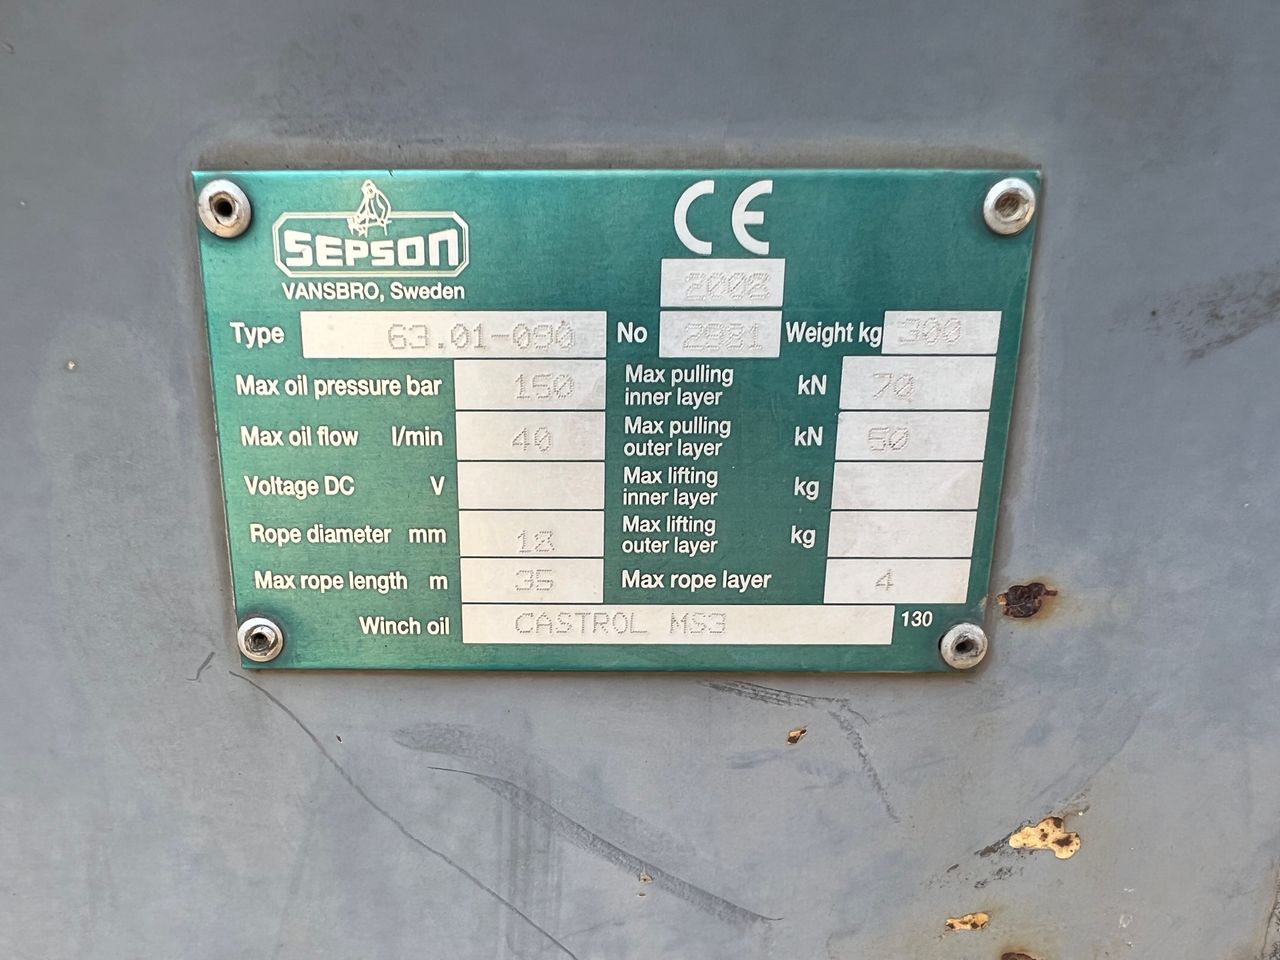 SEPSON
VANSBRO, Sweden
CE
Type 63.01-090 No 2981 Weight kg 300
Max oil pressure bar 150 Max pulling inner layer kN 70
Max oil flow l/min 40 Max pulling outer layer kN 50
Voltage DC V Max lifting inner layer kg
Rope diameter mm Max lifting outer layer kg
Max rope length m 35 Max rope layer 4
Winch oil CASTROL MS3 130